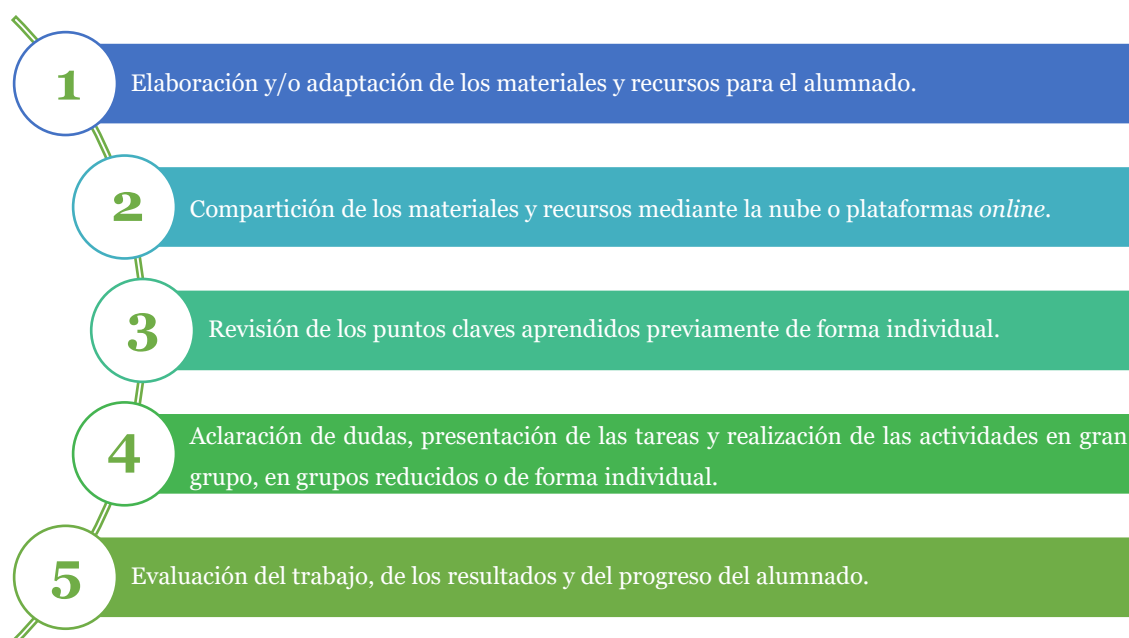 1
Elaboración y/o adaptación de los materiales y recursos para el alumnado.
2
Compartición de los materiales y recursos mediante la nube o plataformas online.
3
Revisión de los puntos claves aprendidos previamente de forma individual.
4
Aclaración de dudas, presentación de las tareas y realización de las actividades en gran
grupo, en grupos reducidos o de forma individual.
5
Evaluación del trabajo, de los resultados y del progreso del alumnado.